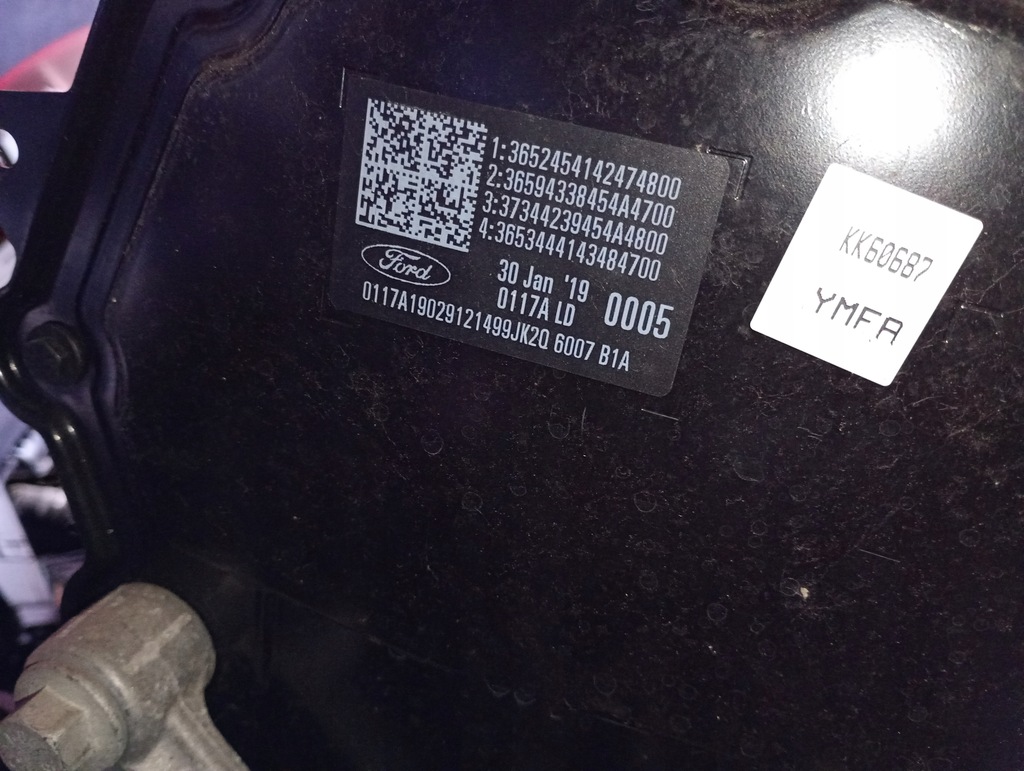 1:3652454142474800
2:36594338454A4700
3:37344239454A4800
4:3653444143484700
Ford
30 Jan '19
0117A LD
0005
0117A19029121499JK2Q 6007 B1A
KK60687
YMFA